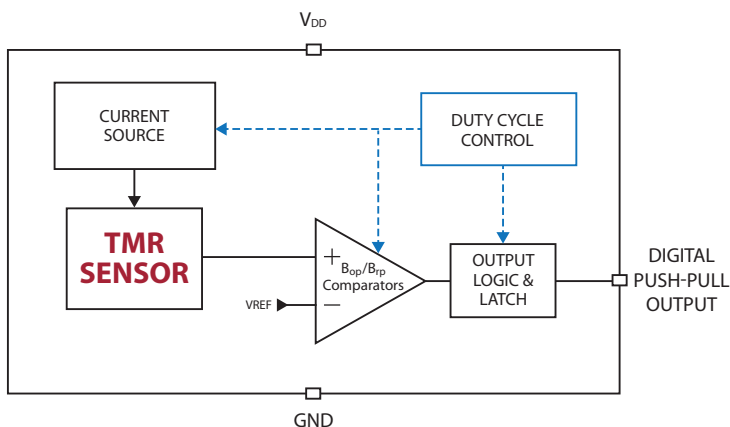 VDD
CURRENT
SOURCE
DUTY CYCLE
CONTROL
TMR
SENSOR
+
Bop/Brp
Comparators
VREF
−
OUTPUT
LOGIC &
LATCH
DIGITAL
PUSH-PULL
OUTPUT
GND